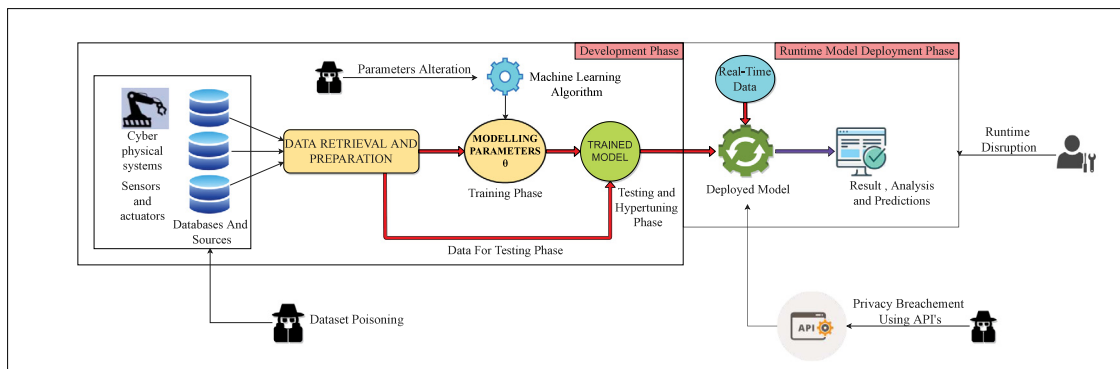 Development Phase
Runtime Model Deployment Phase
Parameters Alteration
Machine Learning
Algorithm
Real-Time
Data
Cyber
physical
systems
Sensors
and
actuators
Databases And
Sources
DATA RETRIEVAL AND
PREPARATION
MODELLING
PARAMETERS
θ
Training Phase
TRAINED
MODEL
Testing and
Hypertuning
Phase
Data For Testing Phase
Deployed Model
Result , Analysis
and Predictions
Runtime
Disruption
Dataset Poisoning
API
Privacy Breachement
Using API's